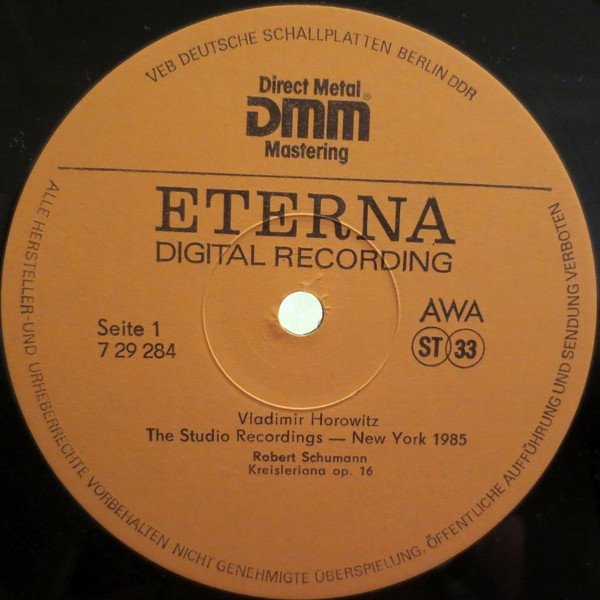 VEB DEUTSCHE SCHALLPLATTEN BERLIN DDR
Direct Metal
DMM®
Mastering
ETERNA
DIGITAL RECORDING
Seite 1
7 29 284
AWA
ST 33
Vladimir Horowitz
The Studio Recordings — New York 1985
Robert Schumann
Kreisleriana op. 16
ALLE HERSTELLER-UND URHEBERRECHTE VORBEHALTEN NICHT GENEHMIGTE ÜBERSPIELUNG, ÖFFENTLICHE AUFFÜHRUNG UND SENDUNG VERBOTEN